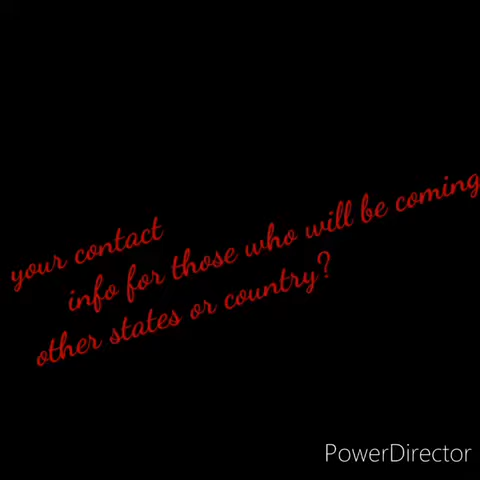 your contact
info for those who will be coming
other states or country?
PowerDirector